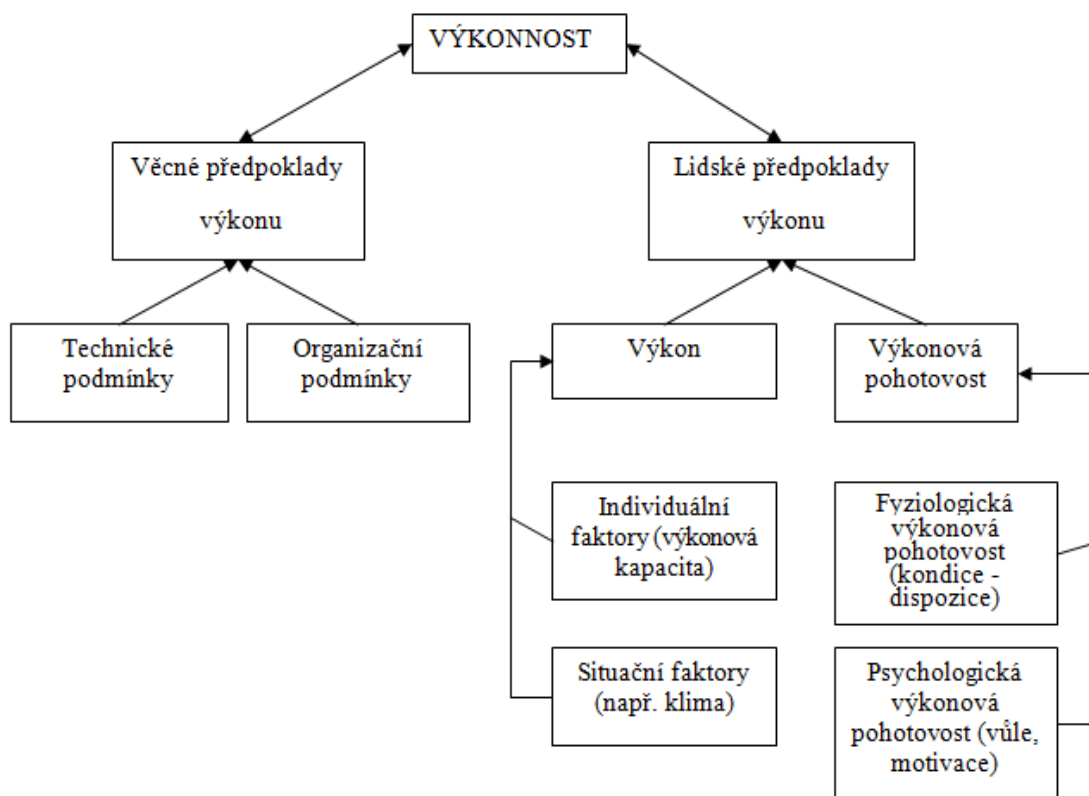 VÝKONNOST
Věcné předpoklady
výkonu
Lidské předpoklady
výkonu
Technické
podmínky
Organizační
podmínky
Výkon
Výkonová
pohotovost
Individuální
faktory (výkonová
kapacita)
Fyziologická
výkonová
pohotovost
(kondice -
dispozice)
Situační faktory
(např. klima)
Psychologická
výkonová
pohotovost (vůle,
motivace)